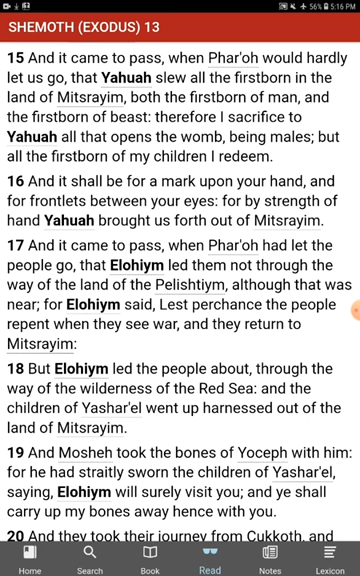 56% 5:16 PM
SHEMOTH (EXODUS) 13
15 And it came to pass, when Phar'oh would hardly
let us go, that Yahuah slew all the firstborn in the
land of Mitsrayim, both the firstborn of man, and
the firstborn of beast: therefore I sacrifice to
Yahuah all that opens the womb, being males; but
all the firstborn of my children I redeem.
16 And it shall be for a mark upon your hand, and
for frontlets between your eyes: for by strength of
hand Yahuah brought us forth out of Mitsrayim.
17 And it came to pass, when Phar'oh had let the
people go, that Elohiym led them not through the
way of the land of the Pelishtiym, although that was
near; for Elohiym said, Lest perchance the people
repent when they see war, and they return to
Mitsrayim:
18 But Elohiym led the people about, through the
way of the wilderness of the Red Sea: and the
children of Yashar'el went up harnessed out of the
land of Mitsrayim.
19 And Mosheh took the bones of Yoceph with him:
for he had straitly sworn the children of Yashar'el,
saying, Elohiym will surely visit you; and ye shall
carry up my bones away hence with you.
20 And they took their journey from Cukkoth, and
Home Search Book Read Notes Lexicon